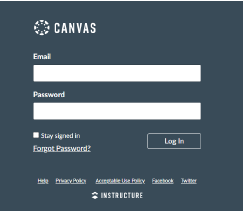 CANVAS
Email
Password
Stay signed in
Log In
Forgot Password?
Help Privacy Policy Acceptable Use Policy Facebook Twitter
INSTRUCTURE